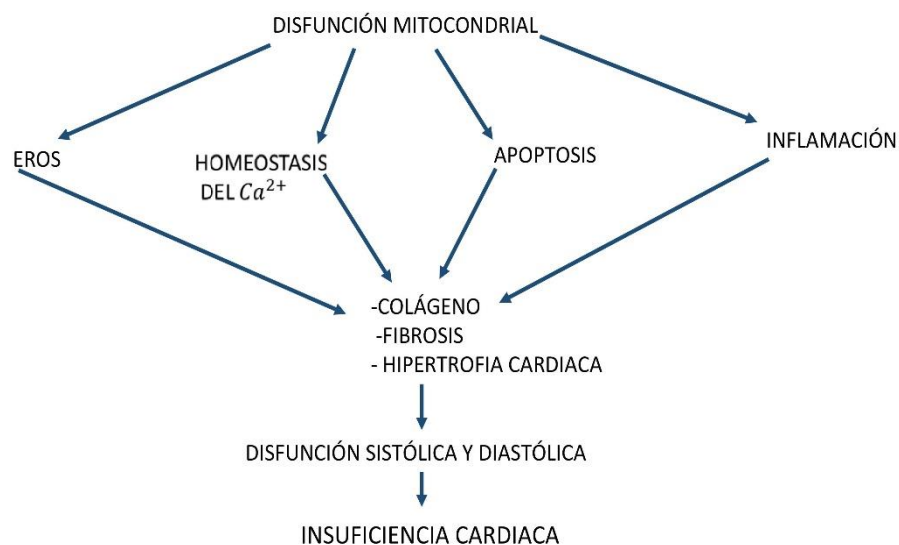 DISFUNCIÓN MITOCONDRIAL
EROS
HOMEOSTASIS
DEL Ca²⁺
APOPTOSIS
INFLAMACIÓN
-COLÁGENO
-FIBROSIS
- HIPERTROFIA CARDIACA
DISFUNCIÓN SISTÓLICA Y DIASTÓLICA
INSUFICIENCIA CARDIACA